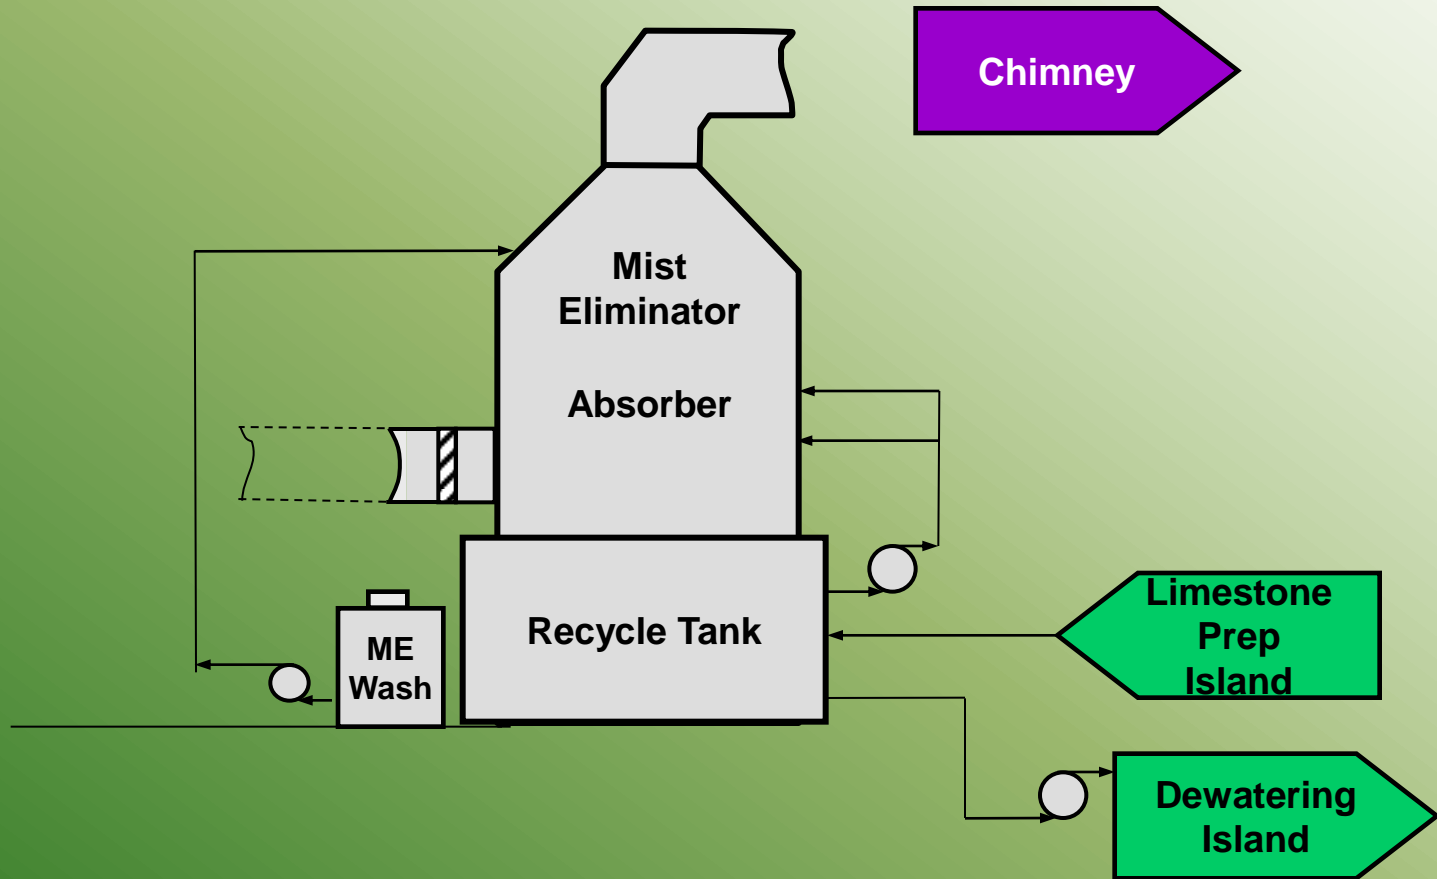 Chimney
Mist
Eliminator
Absorber
Limestone
Prep
Island
Recycle Tank
ME
Wash
Dewatering
Island